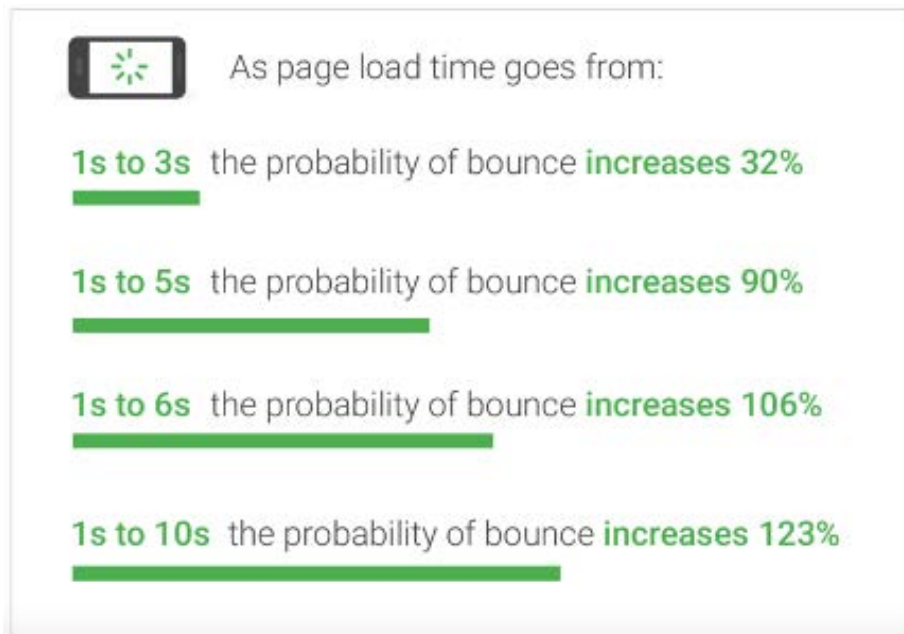 As page load time goes from:
1s to 3s the probability of bounce increases 32%
1s to 5s the probability of bounce increases 90%
1s to 6s the probability of bounce increases 106%
1s to 10s the probability of bounce increases 123%